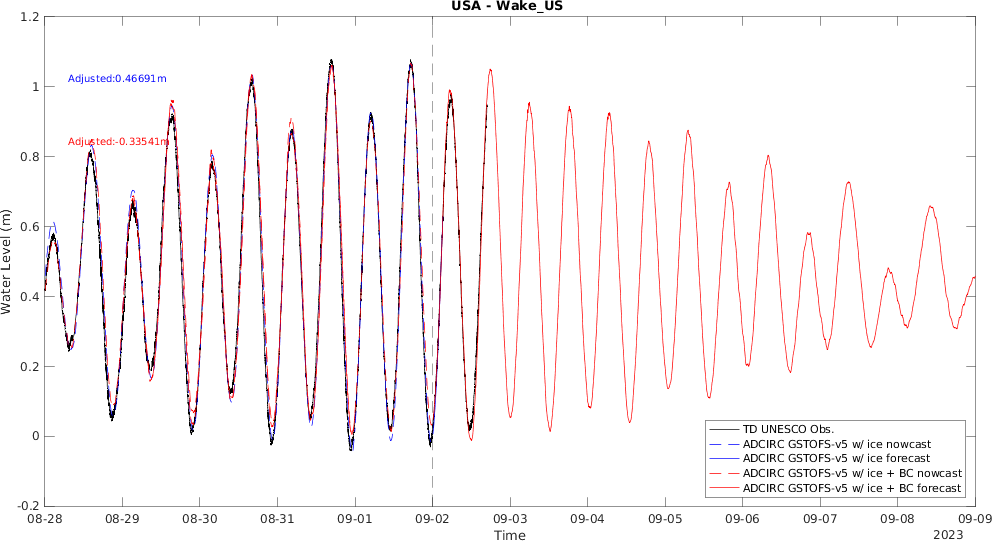 USA - Wake_US
Water Level (m)
1.2
1
0.8
0.6
0.4
0.2
0
-0.2
Adjusted:0.46691m
Adjusted:-0.33541m
TD UNESCO Obs.
ADCIRC GSTOFS-v5 w/ ice nowcast
ADCIRC GSTOFS-v5 w/ ice forecast
ADCIRC GSTOFS-v5 w/ ice + BC nowcast
ADCIRC GSTOFS-v5 w/ ice + BC forecast
08-28 08-29 08-30 08-31 09-01 09-02 09-03 09-04 09-05 09-06 09-07 09-08 09-09
Time
2023